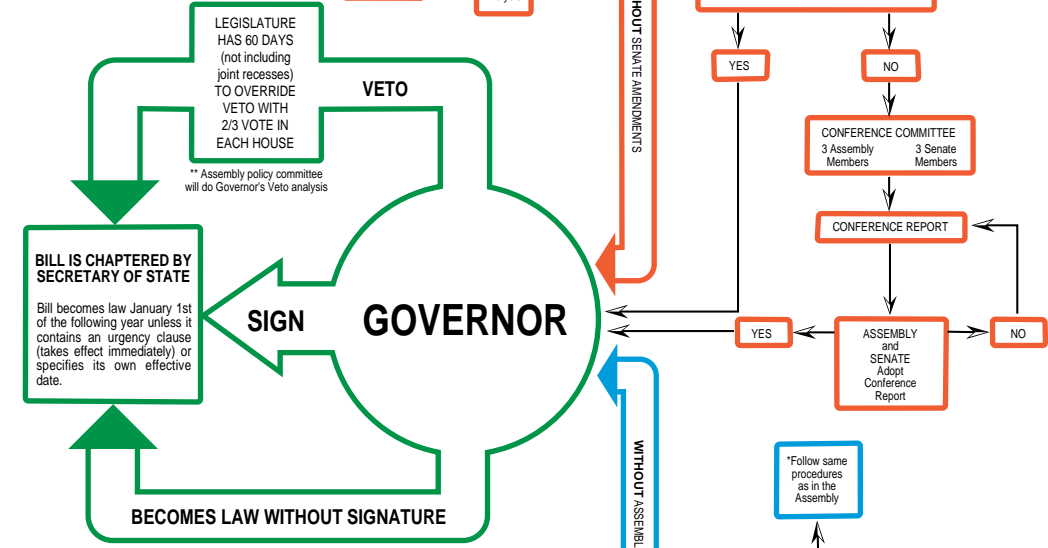 LEGISLATURE
HAS 60 DAYS
(not including
joint recesses)
TO OVERRIDE
VETO WITH
2/3 VOTE IN
EACH HOUSE
** Assembly policy committee
will do Governor's Veto analysis
VETO
BILL IS CHAPTERED BY
SECRETARY OF STATE
Bill becomes law January 1st
of the following year unless it
contains an urgency clause
(takes effect immediately) or
specifies its own effective
date.
SIGN
GOVERNOR
BECOMES LAW WITHOUT SIGNATURE
SENATE AMENDMENTS
WITHOUT
YES
NO
CONFERENCE COMMITTEE
3 Assembly
Members
3 Senate
Members
CONFERENCE REPORT
YES
ASSEMBLY
and
SENATE
Adopt
Conference
Report
NO
*Follow same
procedures
as in the
Assembly